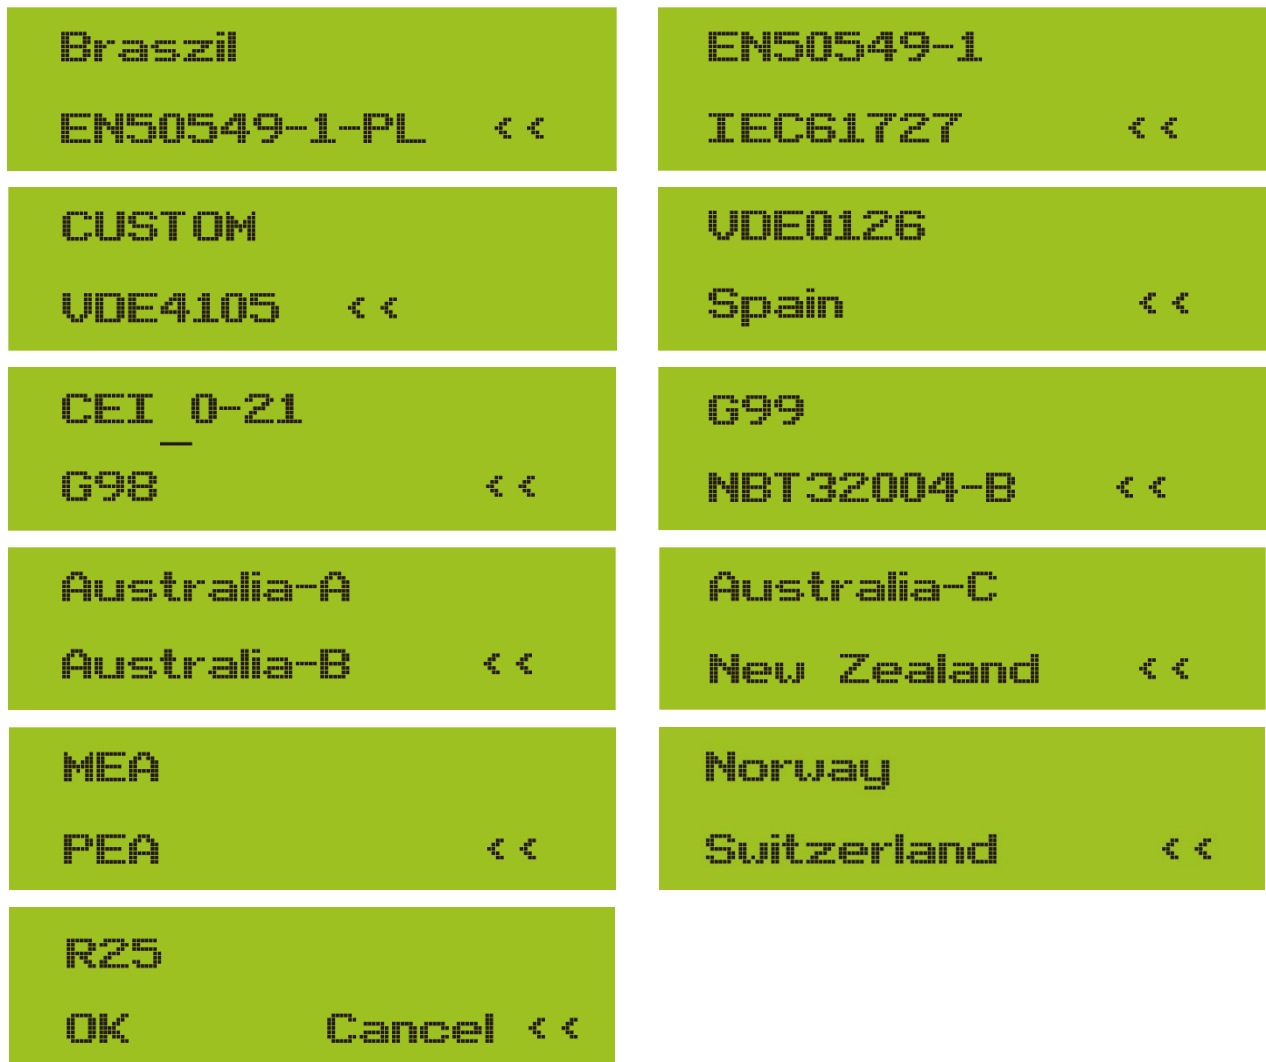 Braszil
EN50549-1-PL <<
EN50549-1
IEC61727 <<
CUSTOM
VDE4105 <<
VDE0126
Spain <<
CEI_0-21
G98 <<
G99
NBT32004-B <<
Australia-A
Australia-B <<
Australia-C
New Zealand <<
MEA
PEA <<
Norway
Switzerland <<
R25
OK Cancel <<